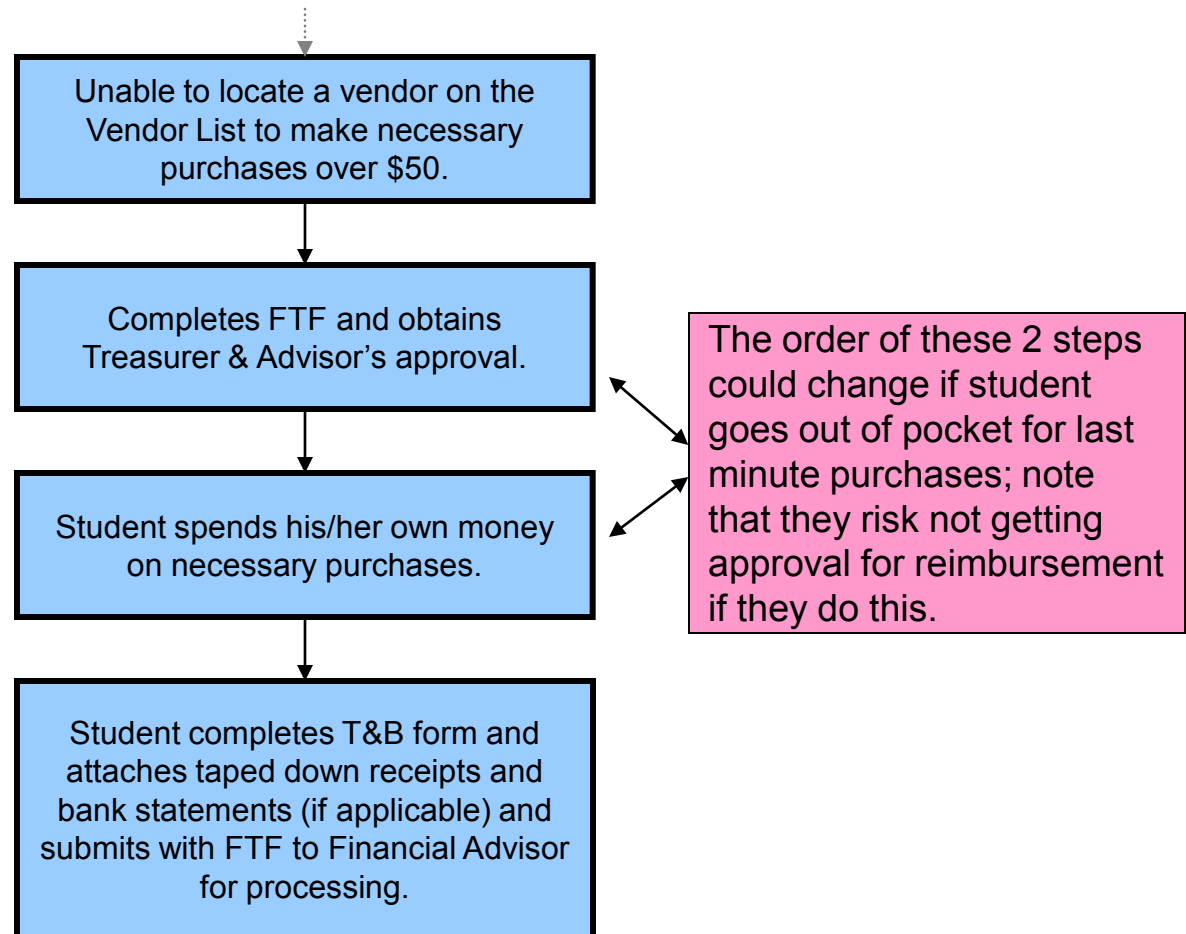 Unable to locate a vendor on the
Vendor List to make necessary
purchases over $50.
Completes FTF and obtains
Treasurer & Advisor's approval.
The order of these 2 steps
could change if student
goes out of pocket for last
minute purchases; note
that they risk not getting
approval for reimbursement
if they do this.
Student spends his/her own money
on necessary purchases.
Student completes T&B form and
attaches taped down receipts and
bank statements (if applicable) and
submits with FTF to Financial Advisor
for processing.